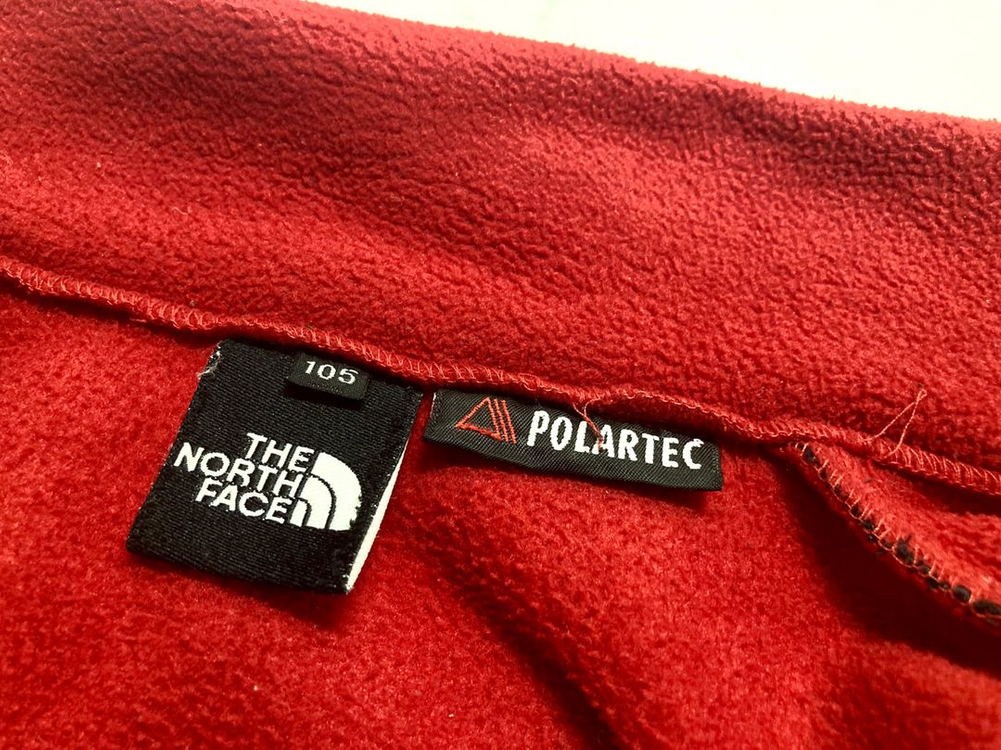 105
THE
NORTH
FACE
POLARTEC